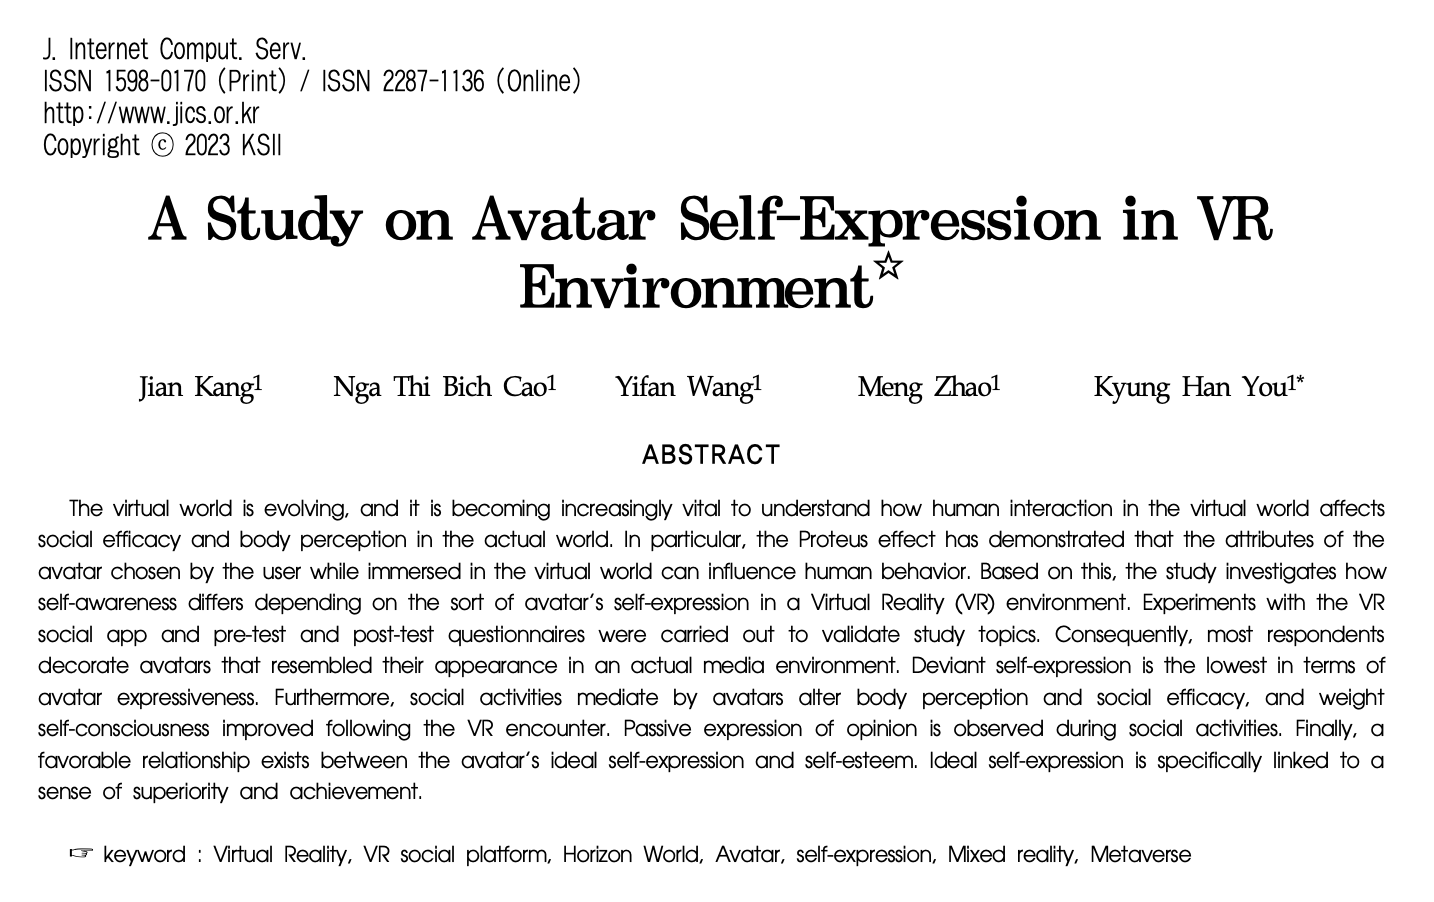 J. Internet Comput. Serv.
ISSN 1598-0170 (Print) / ISSN 2287-1136 (Online)
http://www.jics.or.kr
Copyright ⓒ 2023 KSII
A Study on Avatar Self-Expression in VR
Environment☆
Jian Kang1 Nga Thi Bich Cao1 Yifan Wang1 Meng Zhao1 Kyung Han You1*
ABSTRACT
The virtual world is evolving, and it is becoming increasingly vital to understand how human interaction in the virtual world affects
social efficacy and body perception in the actual world. In particular, the Proteus effect has demonstrated that the attributes of the
avatar chosen by the user while immersed in the virtual world can influence human behavior. Based on this, the study investigates how
self-awareness differs depending on the sort of avatar's self-expression in a Virtual Reality (VR) environment. Experiments with the VR
social app and pre-test and post-test questionnaires were carried out to validate study topics. Consequently, most respondents
decorate avatars that resembled their appearance in an actual media environment. Deviant self-expression is the lowest in terms of
avatar expressiveness. Furthermore, social activities mediate by avatars alter body perception and social efficacy, and weight
self-consciousness improved following the VR encounter. Passive expression of opinion is observed during social activities. Finally, a
favorable relationship exists between the avatar's ideal self-expression and self-esteem. Ideal self-expression is specifically linked to a
sense of superiority and achievement.
☞ keyword : Virtual Reality, VR social platform, Horizon World, Avatar, self-expression, Mixed reality, Metaverse